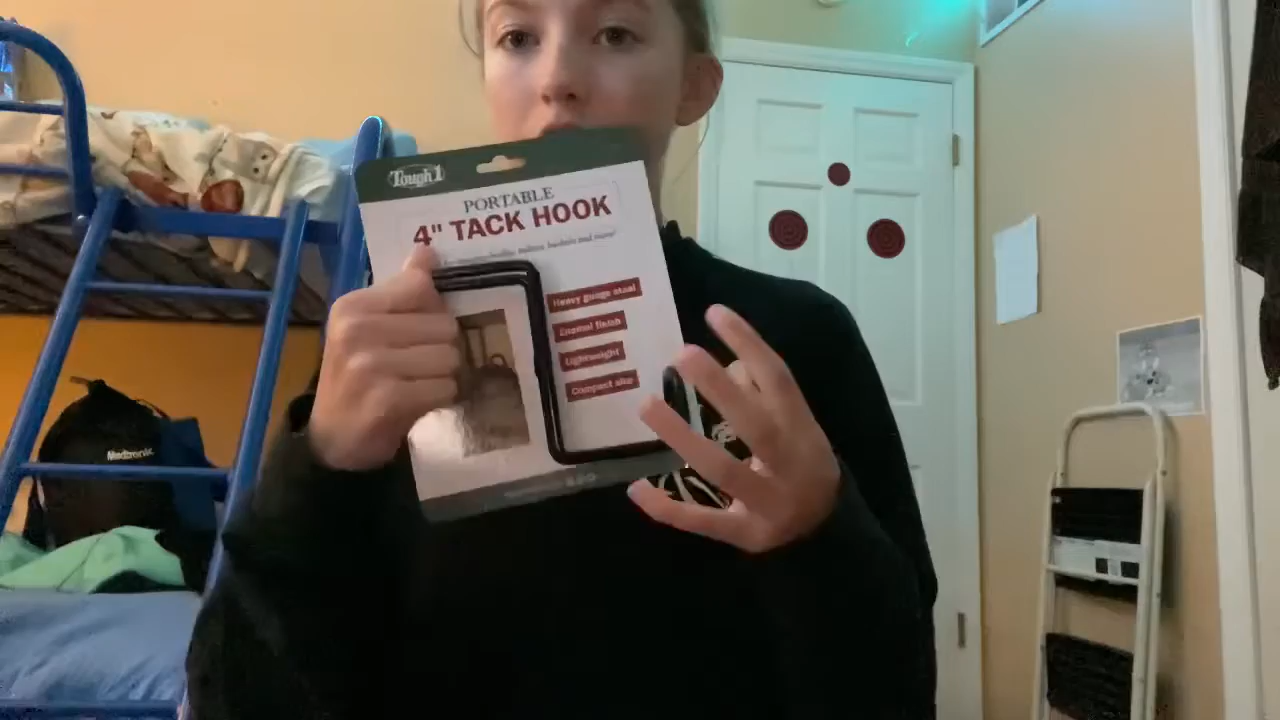 Tough1
PORTABLE
4" TACK HOOK
Heavy gauge steel
Enamel finish
Lightweight
Compact size
Medtronic